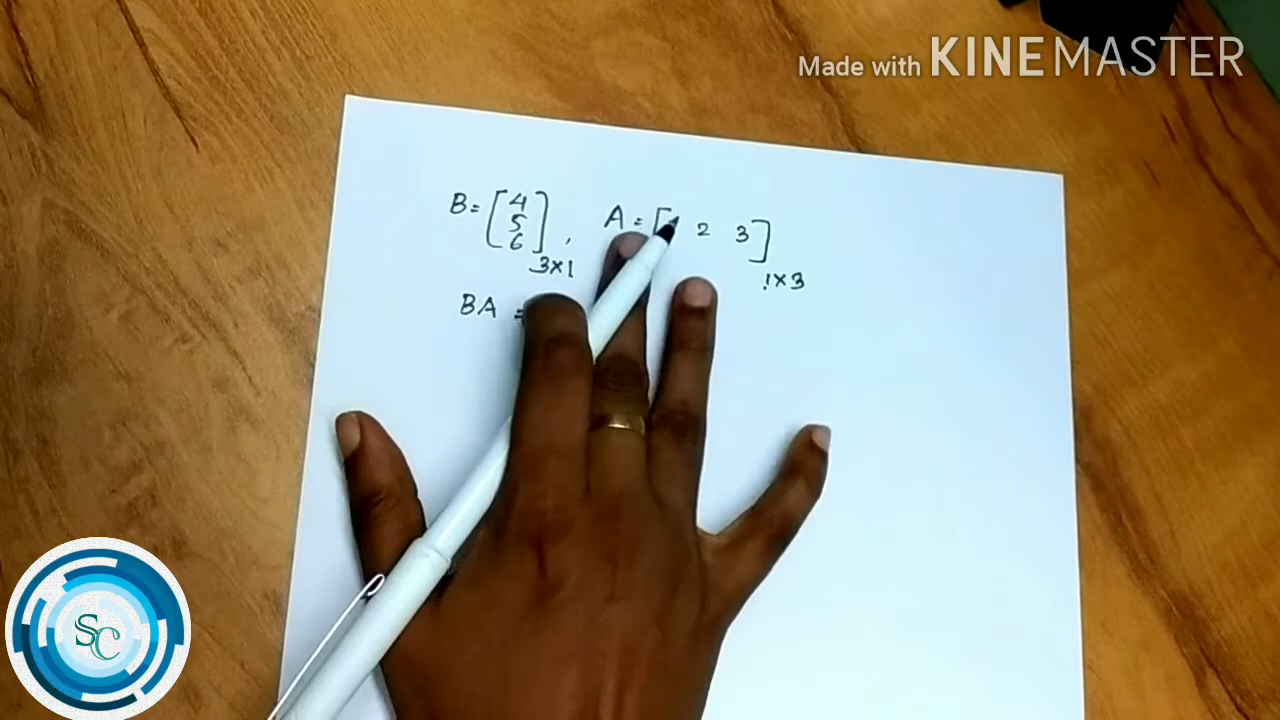 Made with KINEMASTER
B = [4 5 6] 3×1 , A = [ 2 3] 1×3
BA =
SC